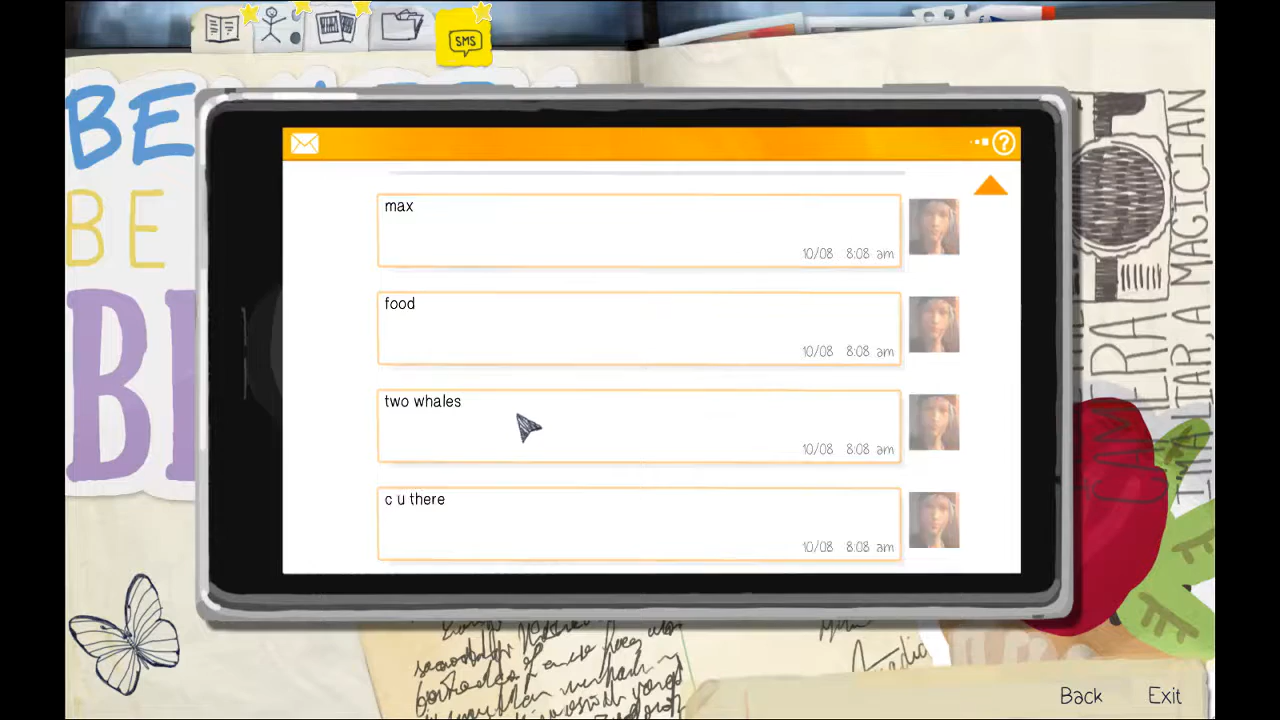 SMS
BE
BE
max
10/08 8:08 am
food
10/08 8:08 am
two whales
10/08 8:08 am
c u there
10/08 8:08 am
?
CAMERA
IM A LIAR, A MAGICIAN
Back Exit